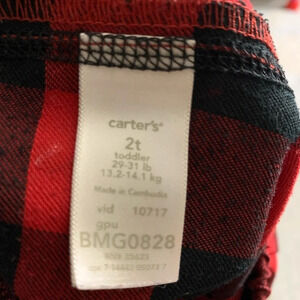 carter's®
2t
toddler
29-31 lb
13.2-14.1 kg
Made in Cambodia
vid 10717
gpu
BMG0828